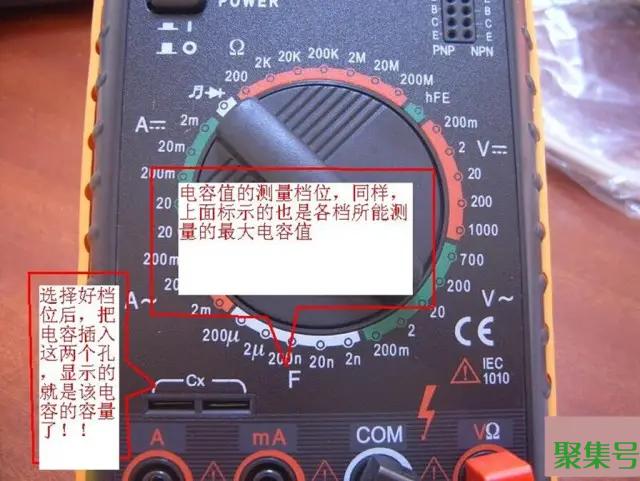 POWER
Ω
200
2K
20K
200K
2M
20M
200M
hFE
B
C
E
B
C
E
PNP
NPN
A⎓
2m
20m
200m
V⎓
200m
2
20
200
1000
电容值的测量档位，同样，
上面标示的也是各档所能测
量的最大电容值
20
200m
20m
2m
A~
700
200
20
2
200m
V~
200μ
2μ
200n
20n
2n
F
选择好档
位后，把
电容插入
这两个孔
，显示的
就是该电
容的容量
了！！
Cx
CE
IEC
1010
A
mA
COM
VΩ
聚集号